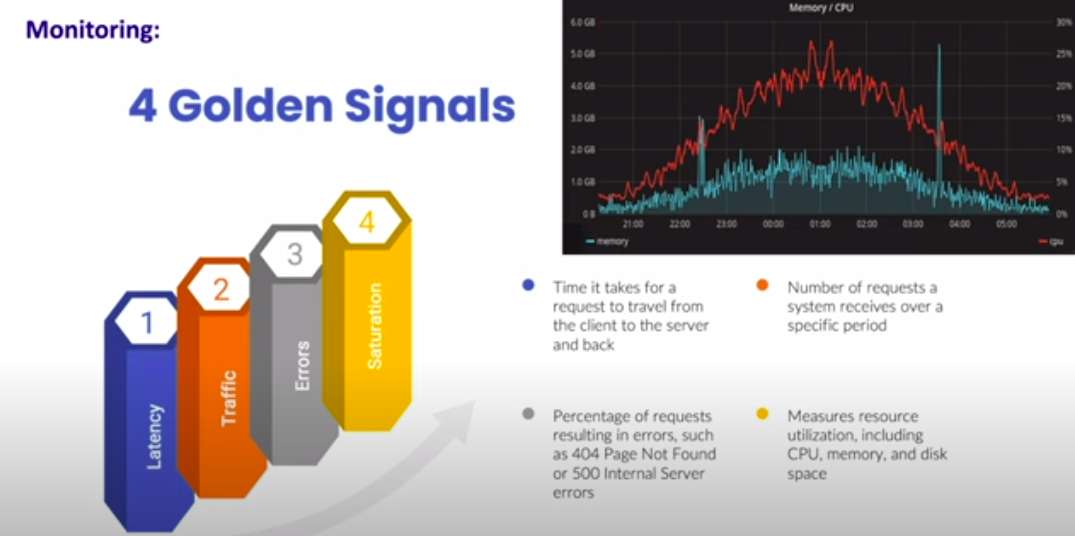 Monitoring:
4 Golden Signals
Memory / CPU
6.0 GB
5.0 GB
4.0 GB
3.0 GB
2.0 GB
1.0 GB
0 B
30%
25%
20%
15%
10%
5%
0%
21:00 22:00 23:00 00:00 01:00 02:00 03:00 04:00 05:00
memory
cpu
1
Latency
2
Traffic
3
Errors
4
Saturation
Time it takes for a
request to travel from
the client to the server
and back
Number of requests a
system receives over a
specific period
Percentage of requests
resulting in errors, such
as 404 Page Not Found
or 500 Internal Server
errors
Measures resource
utilization, including
CPU, memory, and disk
space